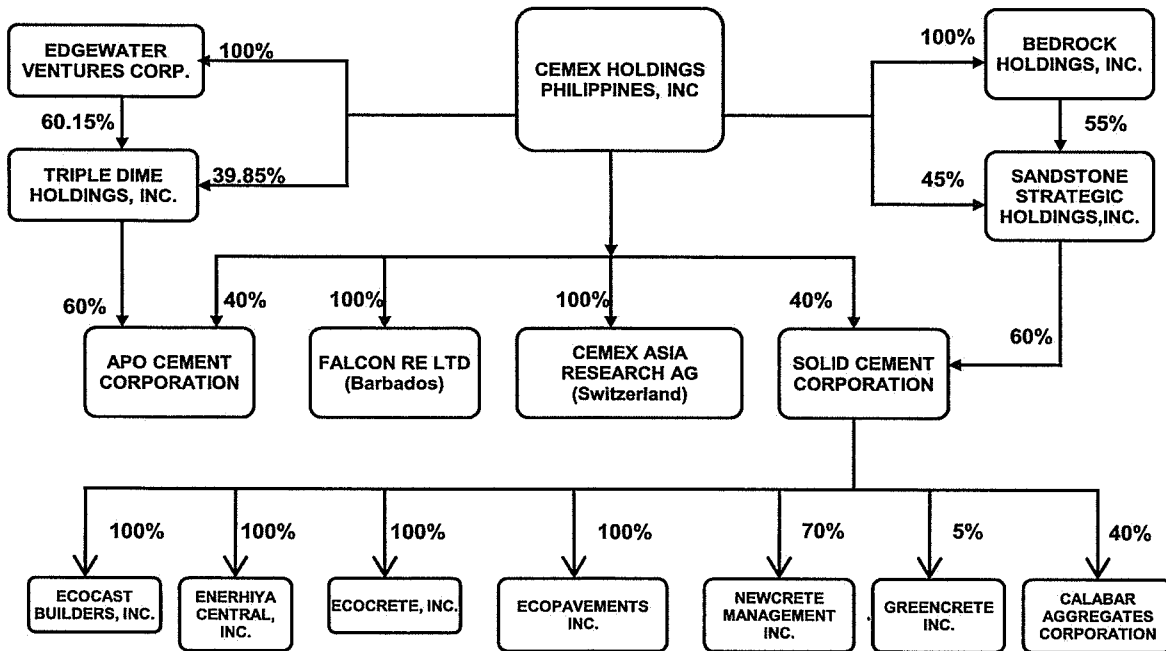 EDGEWATER
VENTURES CORP.
100%
CEMEX HOLDINGS
PHILIPPINES, INC
100%
BEDROCK
HOLDINGS, INC.
60.15%
55%
TRIPLE DIME
HOLDINGS, INC.
39.85%
45%
SANDSTONE
STRATEGIC
HOLDINGS,INC.
60%
40%
100%
100%
40%
60%
APO CEMENT
CORPORATION
FALCON RE LTD
(Barbados)
CEMEX ASIA
RESEARCH AG
(Switzerland)
SOLID CEMENT
CORPORATION
100%
100%
100%
100%
70%
5%
40%
ECOCAST
BUILDERS, INC.
ENERHIYA
CENTRAL,
INC.
ECOCRETE, INC.
ECOPAVEMENTS
INC.
NEWCRETE
MANAGEMENT
INC.
GREENCRETE
INC.
CALABAR
AGGREGATES
CORPORATION